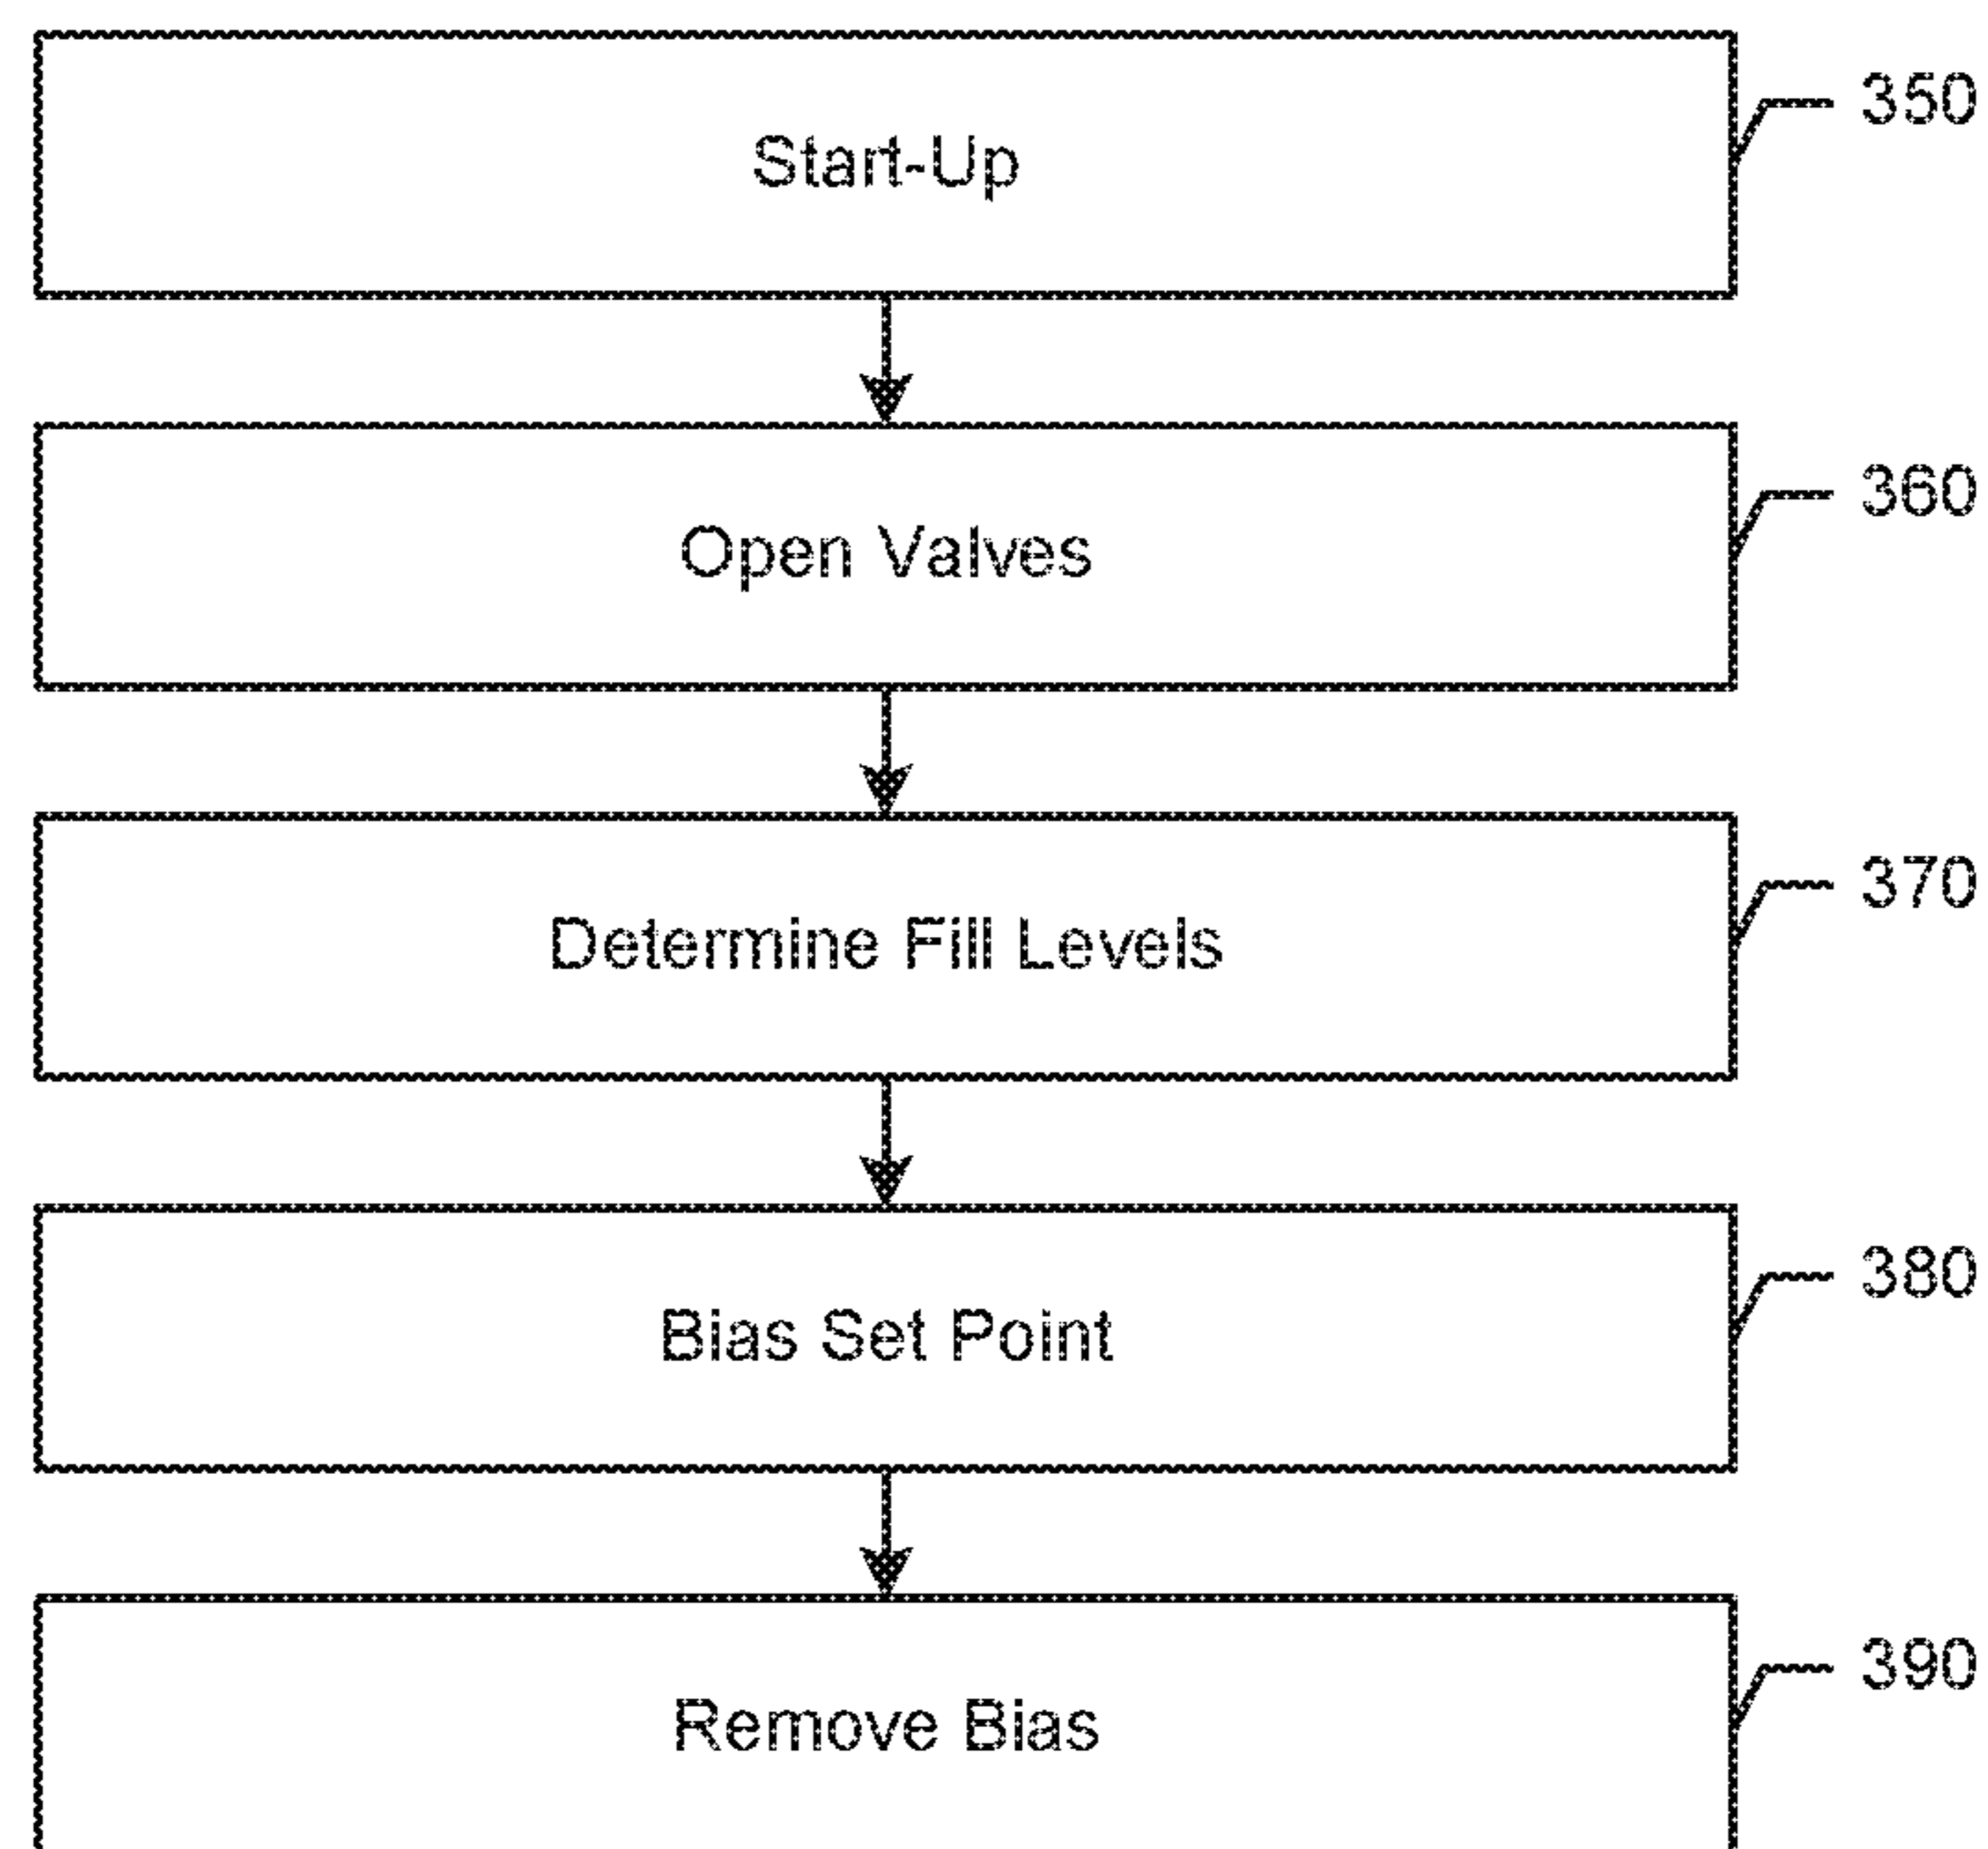 Start-Up
350
Open Valves
360
Determine Fill Levels
370
Bias Set Point
380
Remove Bias
390